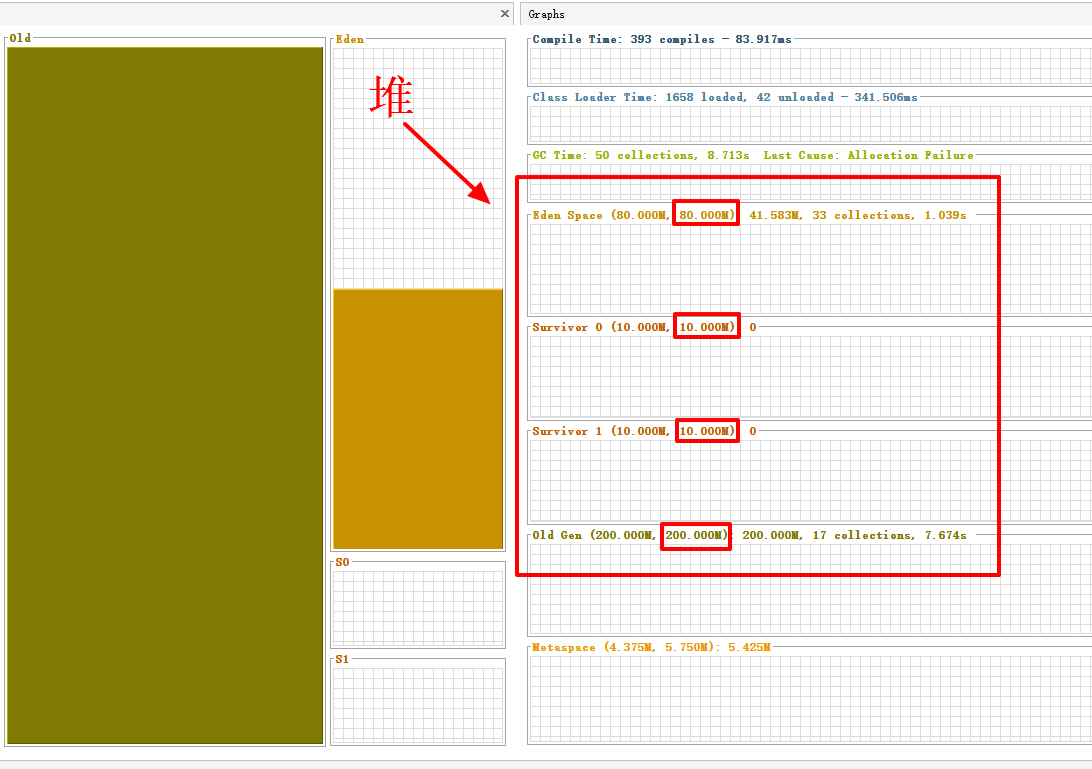 Old
Eden
堆
S0
S1
Graphs
Compile Time: 393 compiles - 83.917ms
Class Loader Time: 1658 loaded, 42 unloaded - 341.506ms
GC Time: 50 collections, 8.713s Last Cause: Allocation Failure
Eden Space (80.000M, 80.000M): 41.583M, 33 collections, 1.039s
Survivor 0 (10.000M, 10.000M): 0
Survivor 1 (10.000M, 10.000M): 0
Old Gen (200.000M, 200.000M): 200.000M, 17 collections, 7.674s
Metaspace (4.375M, 5.750M): 5.425M